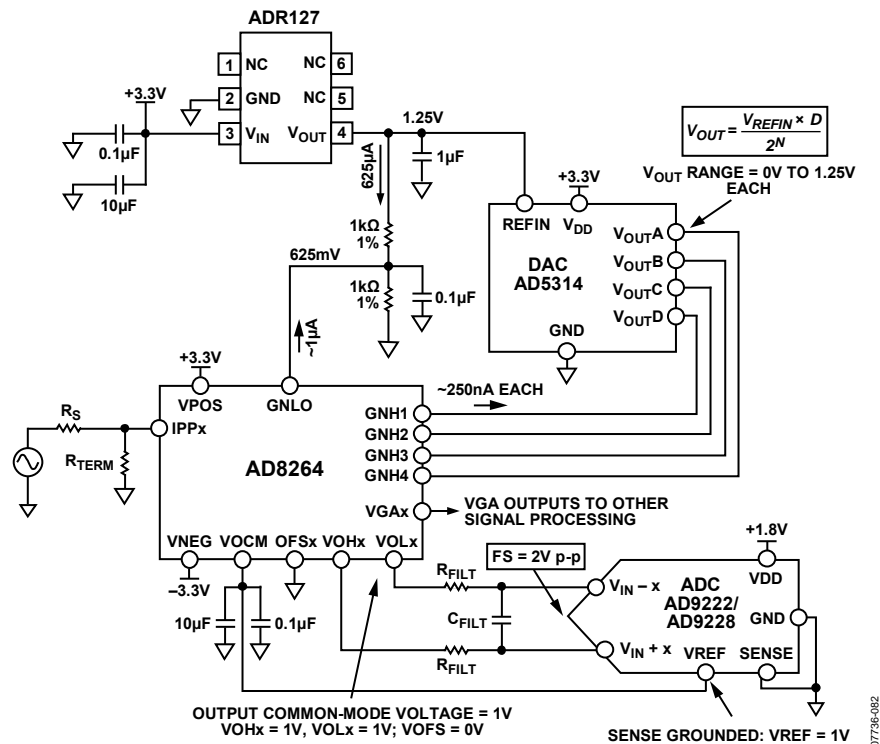 ADR127
1 NC
NC 6
2 GND
NC 5
3 VIN
VOUT 4
+3.3V
0.1µF
10µF
1.25V
1µF
625µA
1kΩ
1%
625mV
1kΩ
1%
0.1µF
~1µA
VOUT = VREFIN × D / 2^N
VOUT RANGE = 0V TO 1.25V
EACH
+3.3V
REFIN
VDD
VOUTA
VOUTB
VOUTC
VOUTD
DAC
AD5314
GND
+3.3V
VPOS
GNLO
~250nA EACH
GNH1
GNH2
GNH3
GNH4
RS
IPPx
RTERM
AD8264
VGAx
VGA OUTPUTS TO OTHER
SIGNAL PROCESSING
VNEG
VOCM
OFSx
VOHx
VOLx
–3.3V
10µF
0.1µF
RFILT
CFILT
RFILT
FS = 2V p-p
+1.8V
VIN – x
ADC
AD9222/
AD9228
VDD
GND
VIN + x
VREF
SENSE
OUTPUT COMMON-MODE VOLTAGE = 1V
VOHx = 1V, VOLx = 1V; VOFS = 0V
SENSE GROUNDED: VREF = 1V
07736-082